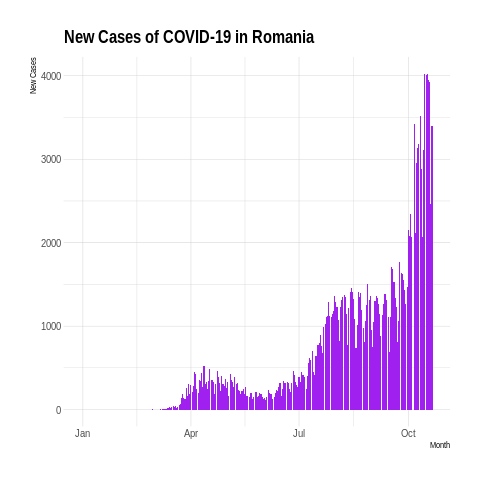 New Cases of COVID-19 in Romania
New Cases
4000
3000
2000
1000
0
Jan Apr Jul Oct
Month